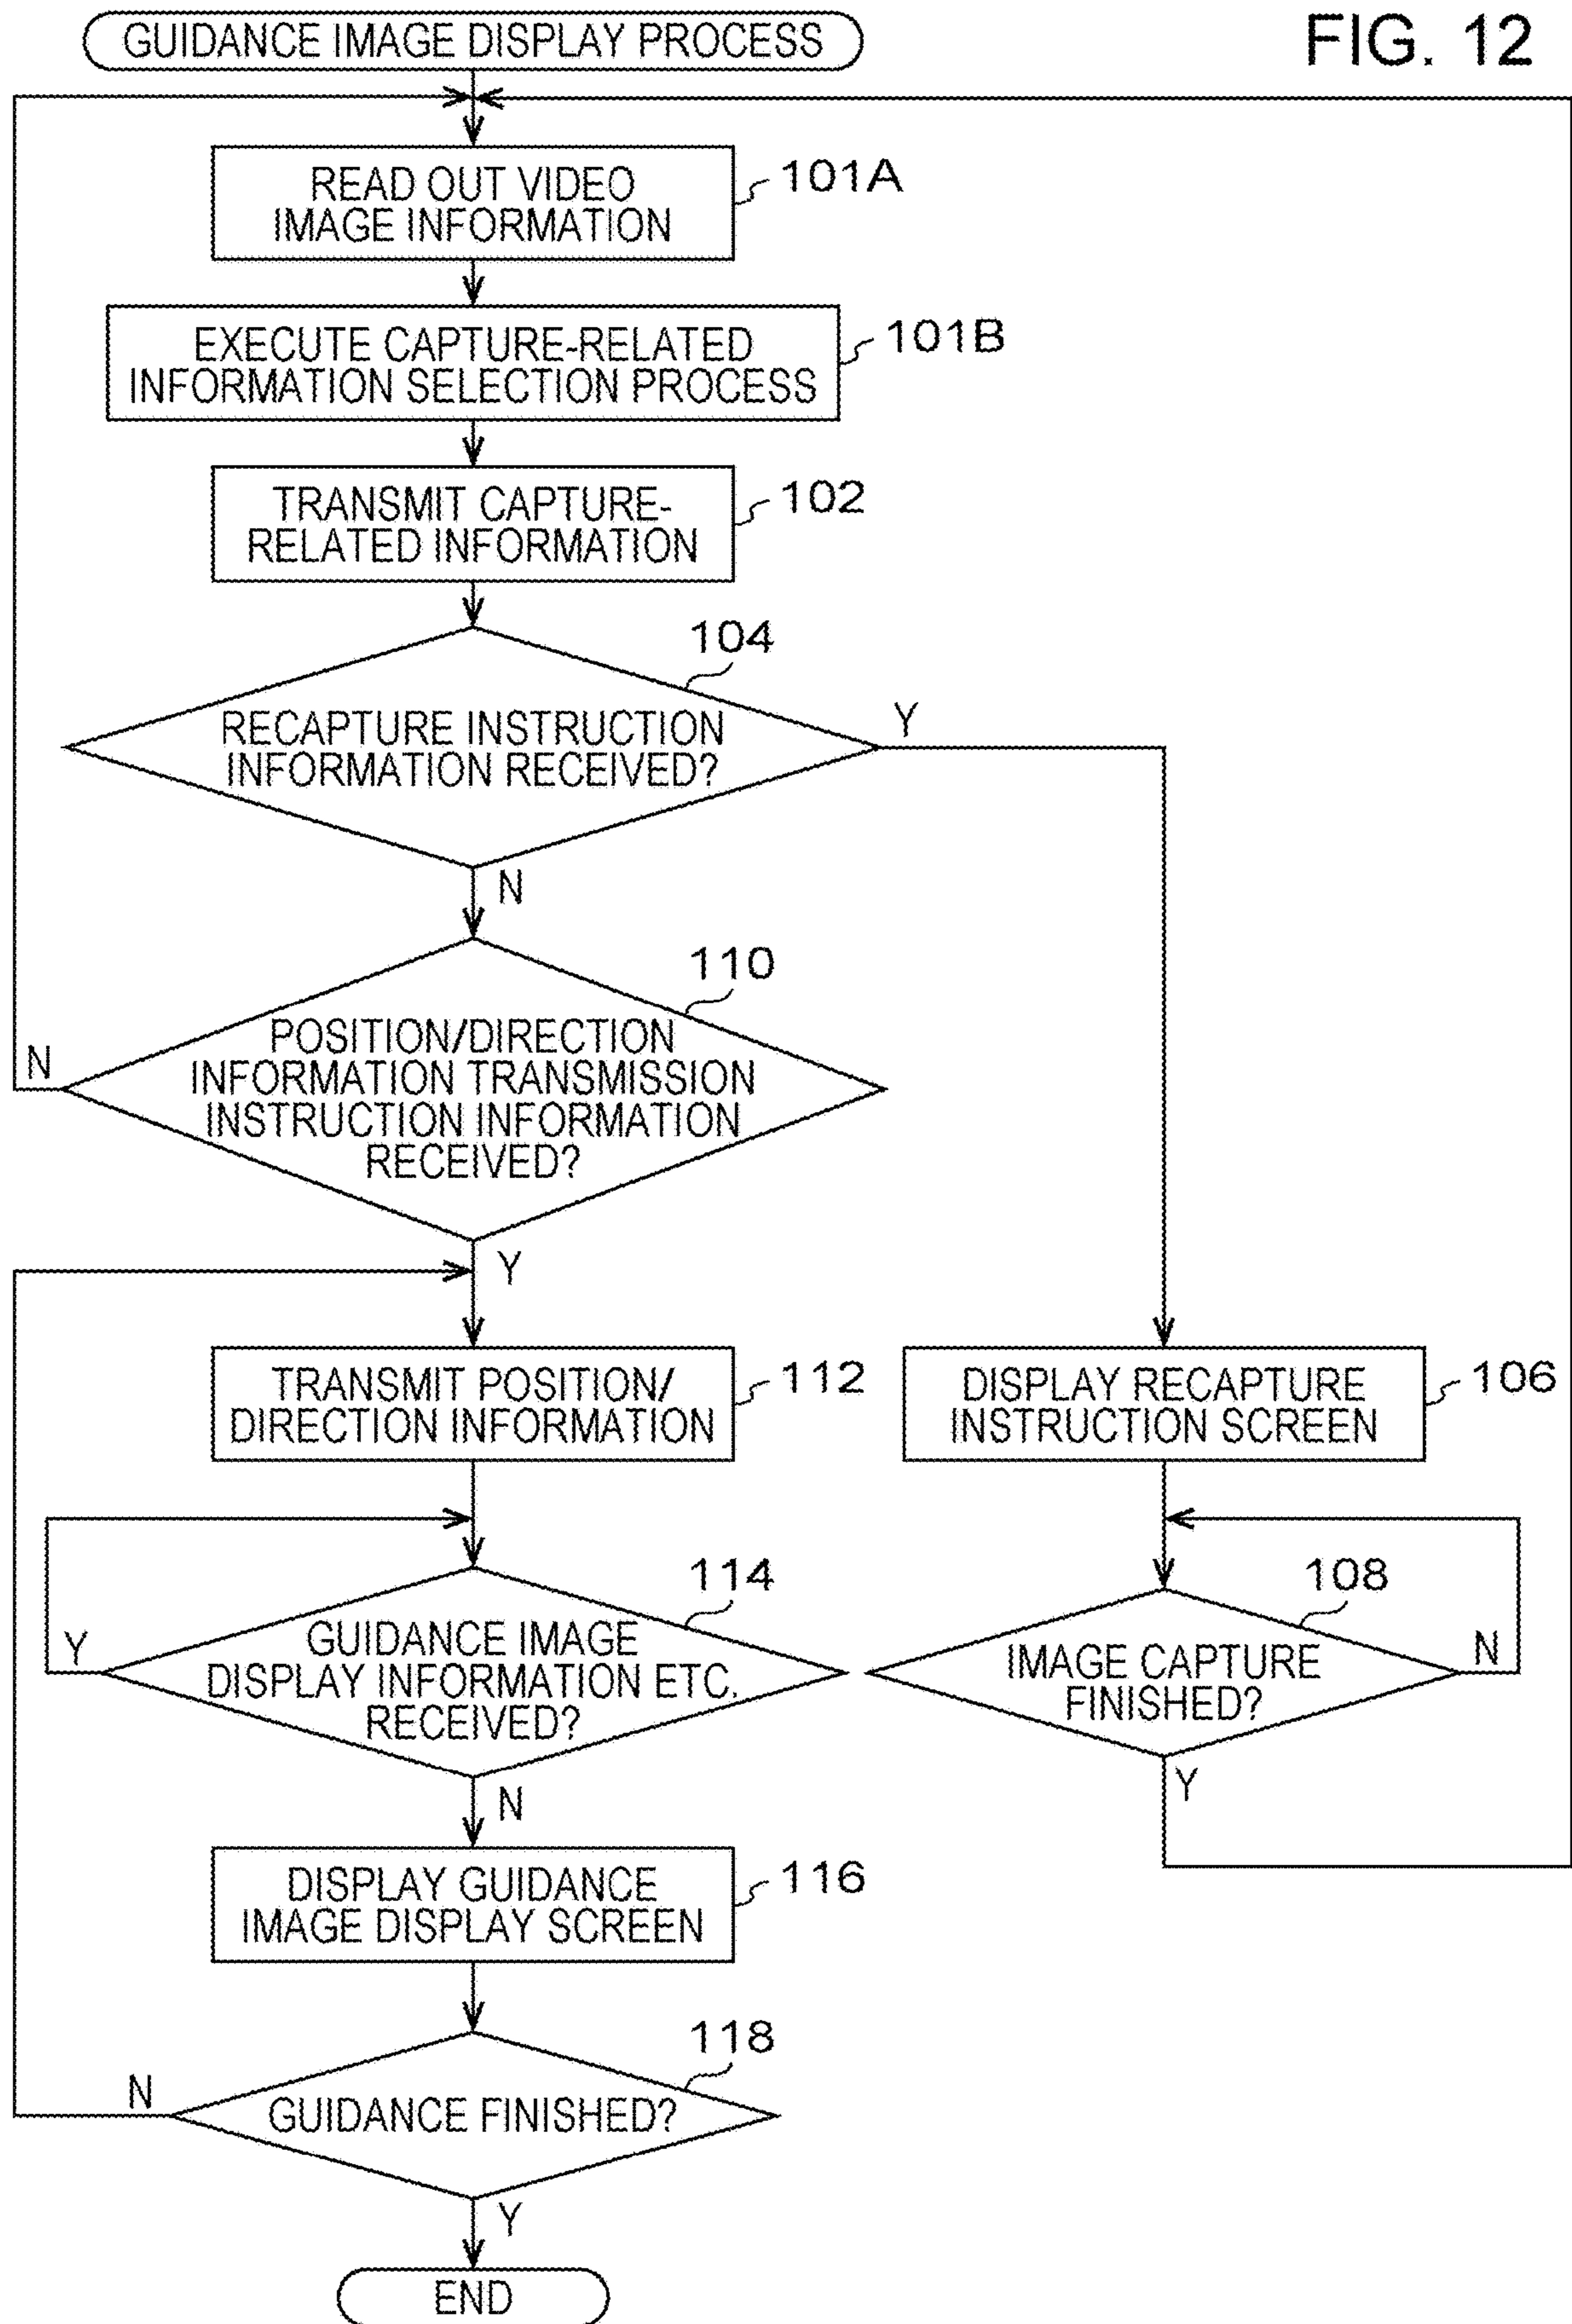 FIG. 12
GUIDANCE IMAGE DISPLAY PROCESS
READ OUT VIDEO
IMAGE INFORMATION
101A
EXECUTE CAPTURE-RELATED
INFORMATION SELECTION PROCESS
101B
TRANSMIT CAPTURE-
RELATED INFORMATION
102
104
RECAPTURE INSTRUCTION
INFORMATION RECEIVED?
Y
N
110
POSITION/DIRECTION
INFORMATION TRANSMISSION
INSTRUCTION INFORMATION
RECEIVED?
N
Y
TRANSMIT POSITION/
DIRECTION INFORMATION
112
DISPLAY RECAPTURE
INSTRUCTION SCREEN
106
114
GUIDANCE IMAGE
DISPLAY INFORMATION ETC.
RECEIVED?
Y
N
108
IMAGE CAPTURE
FINISHED?
N
Y
DISPLAY GUIDANCE
IMAGE DISPLAY SCREEN
116
118
GUIDANCE FINISHED?
N
Y
END